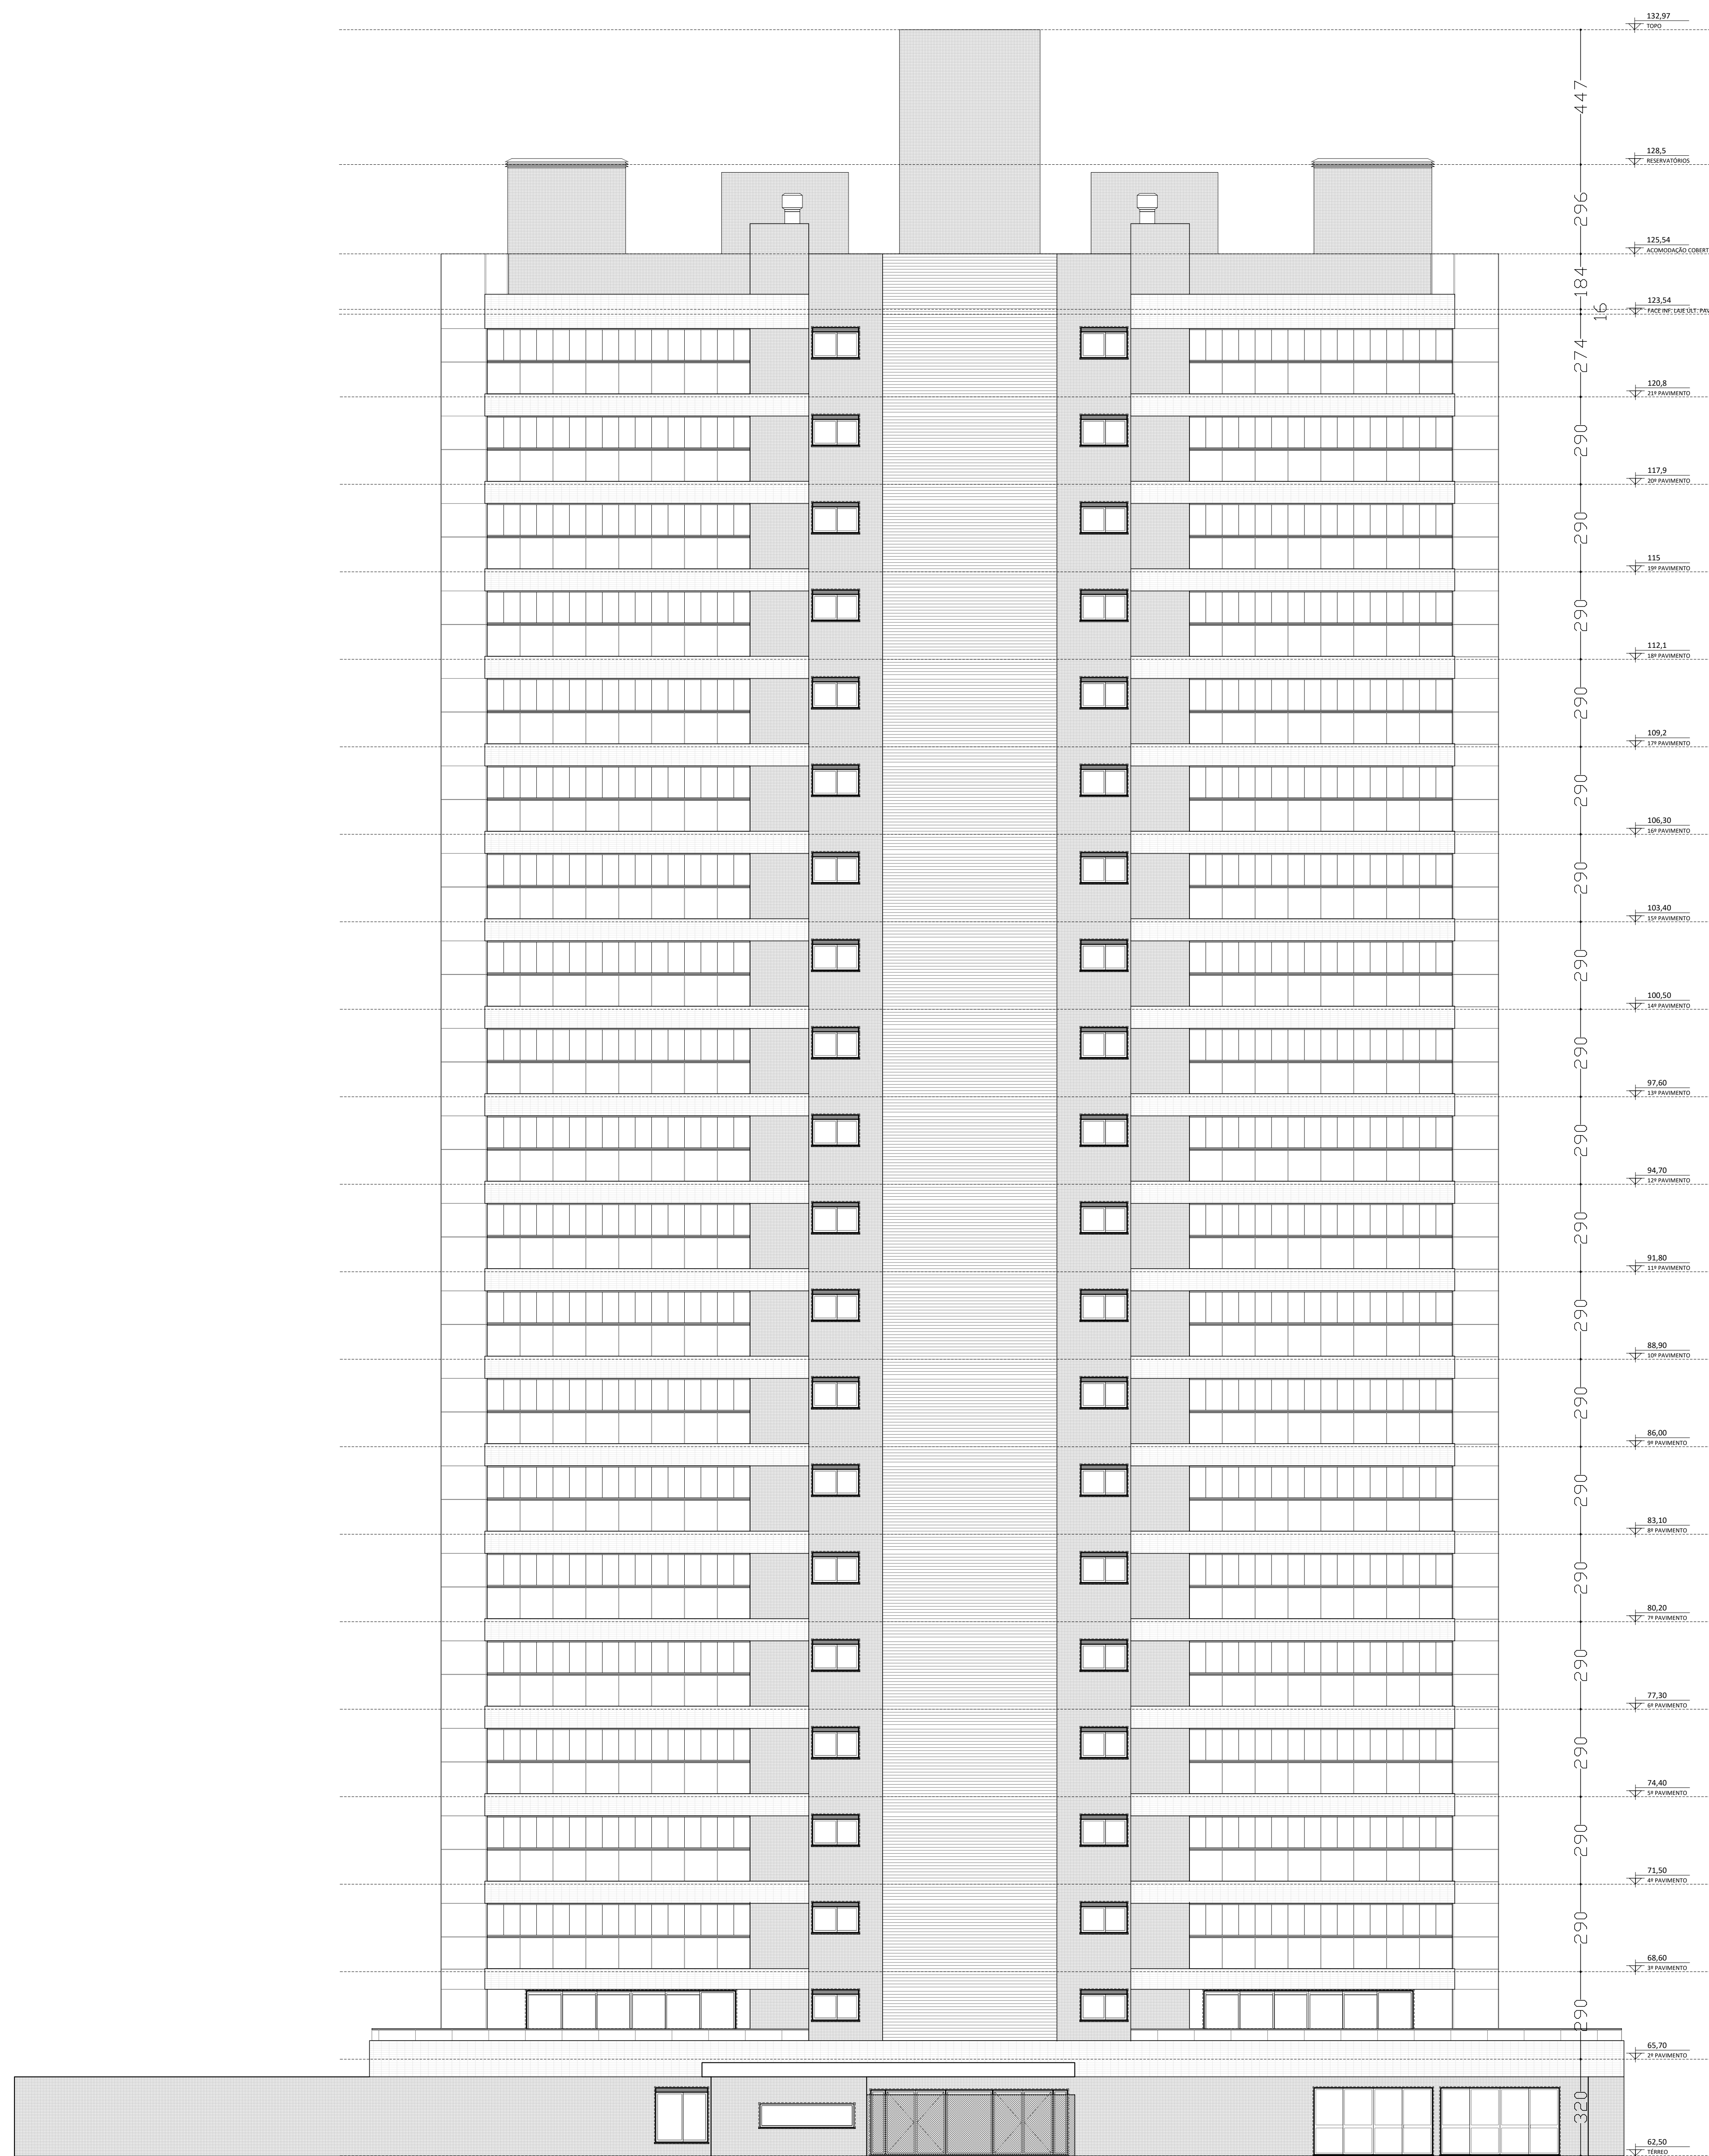 132,97
TOPO
447
128,5
RESERVATÓRIOS
296
125,54
ACOMODAÇÃO COBERT
184
123,54
FACE INF. LAJE ÚLT. PAV
16
274
120,8
21º PAVIMENTO
290
117,9
20º PAVIMENTO
290
115
19º PAVIMENTO
290
112,1
18º PAVIMENTO
290
109,2
17º PAVIMENTO
290
106,30
16º PAVIMENTO
290
103,40
15º PAVIMENTO
290
100,50
14º PAVIMENTO
290
97,60
13º PAVIMENTO
290
94,70
12º PAVIMENTO
290
91,80
11º PAVIMENTO
290
88,90
10º PAVIMENTO
290
86,00
9º PAVIMENTO
290
83,10
8º PAVIMENTO
290
80,20
7º PAVIMENTO
290
77,30
6º PAVIMENTO
290
74,40
5º PAVIMENTO
290
71,50
4º PAVIMENTO
290
68,60
3º PAVIMENTO
290
65,70
2º PAVIMENTO
320
62,50
TÉRREO